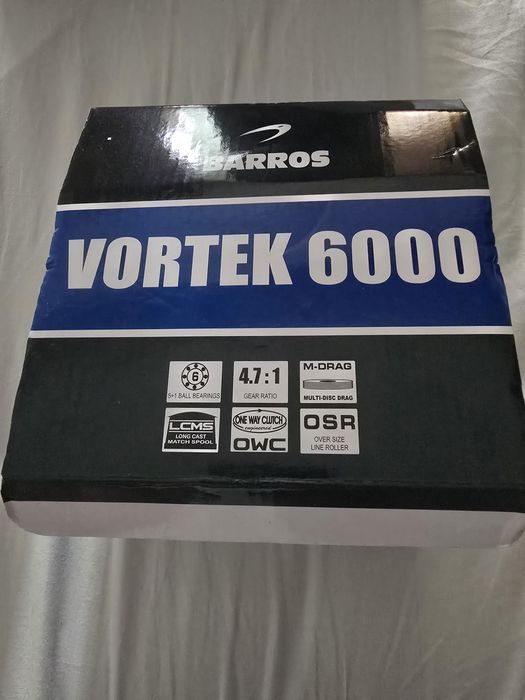 BARROS
VORTEK 6000
6
5+1 BALL BEARINGS
4.7:1
GEAR RATIO
M-DRAG
MULTI-DISC DRAG
LCMS
LONG CAST
MATCH SPOOL
ONE WAY CLUTCH
engineered
OWC
OSR
OVER SIZE
LINE ROLLER